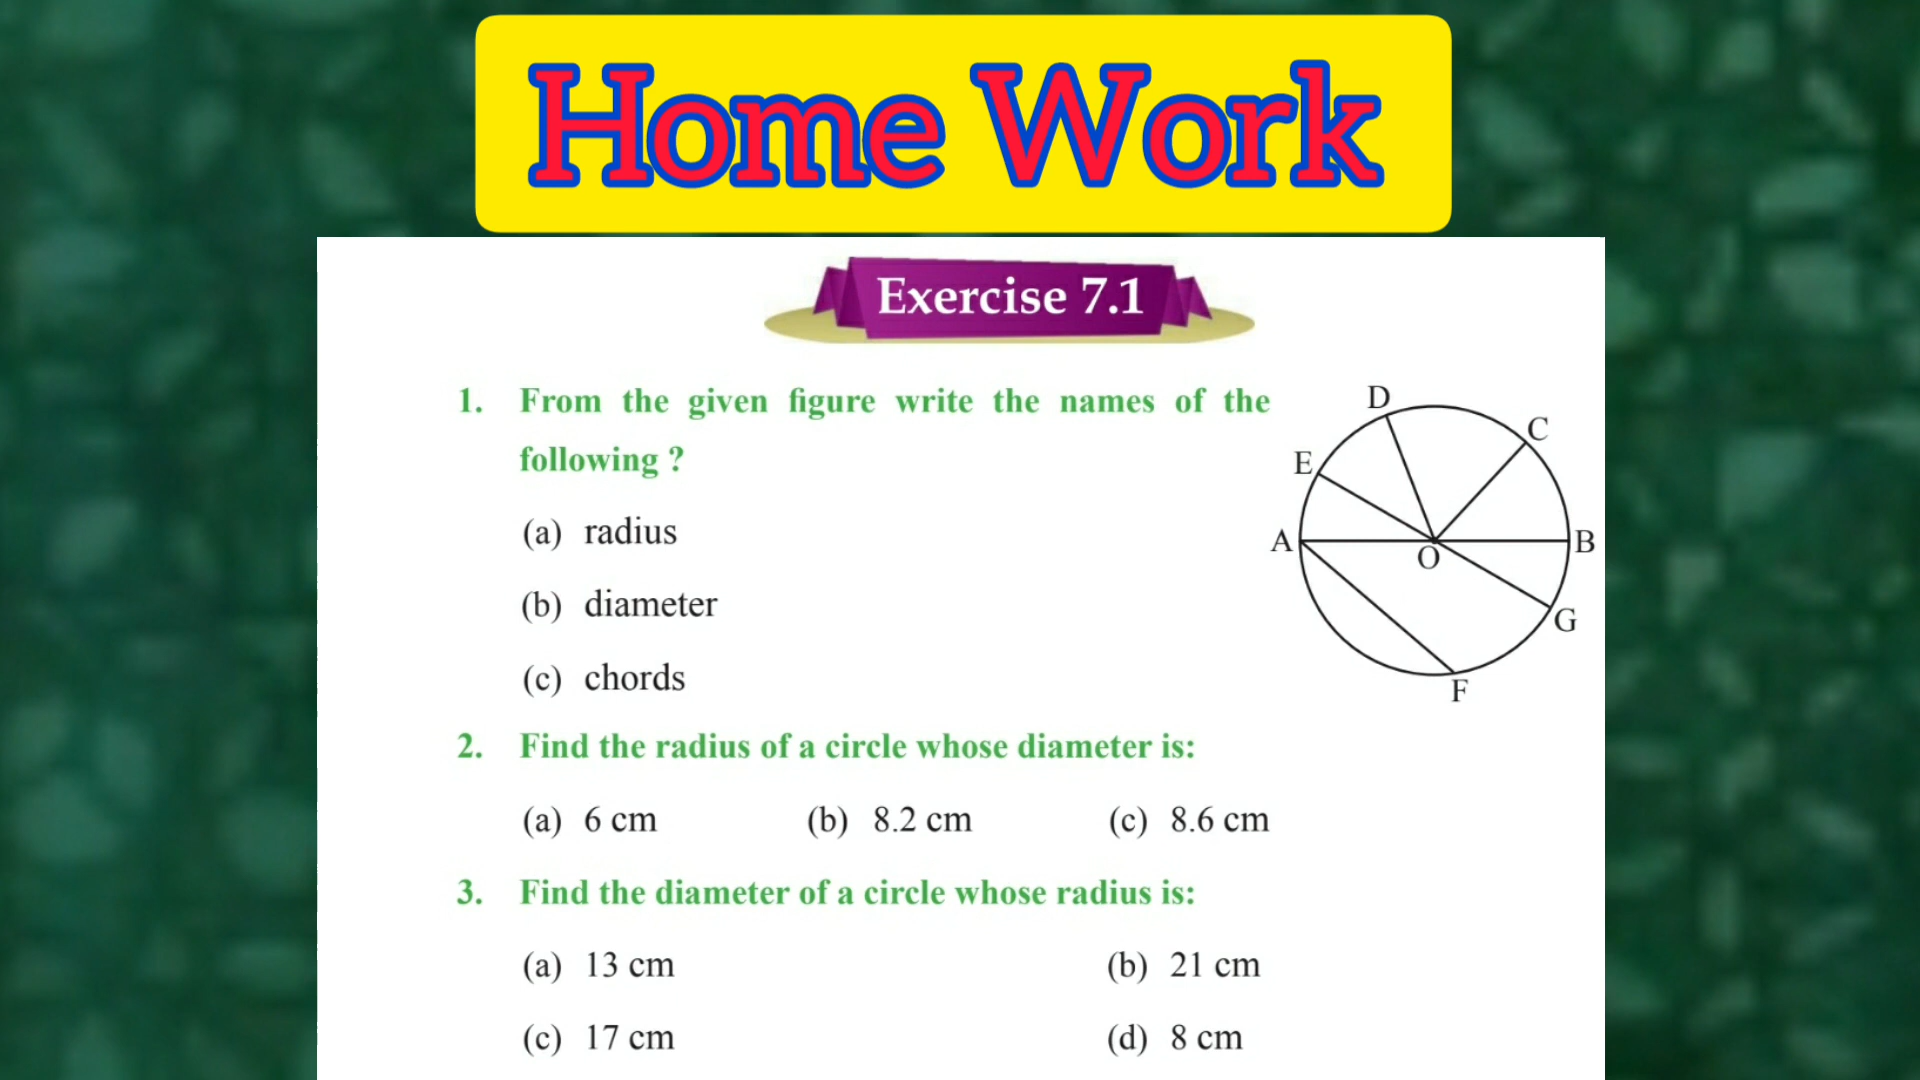 Home Work
Exercise 7.1
1. From the given figure write the names of the
following ?
(a) radius
(b) diameter
(c) chords
D
C
E
A
O
B
G
F
2. Find the radius of a circle whose diameter is:
(a) 6 cm (b) 8.2 cm (c) 8.6 cm
3. Find the diameter of a circle whose radius is:
(a) 13 cm (b) 21 cm
(c) 17 cm (d) 8 cm